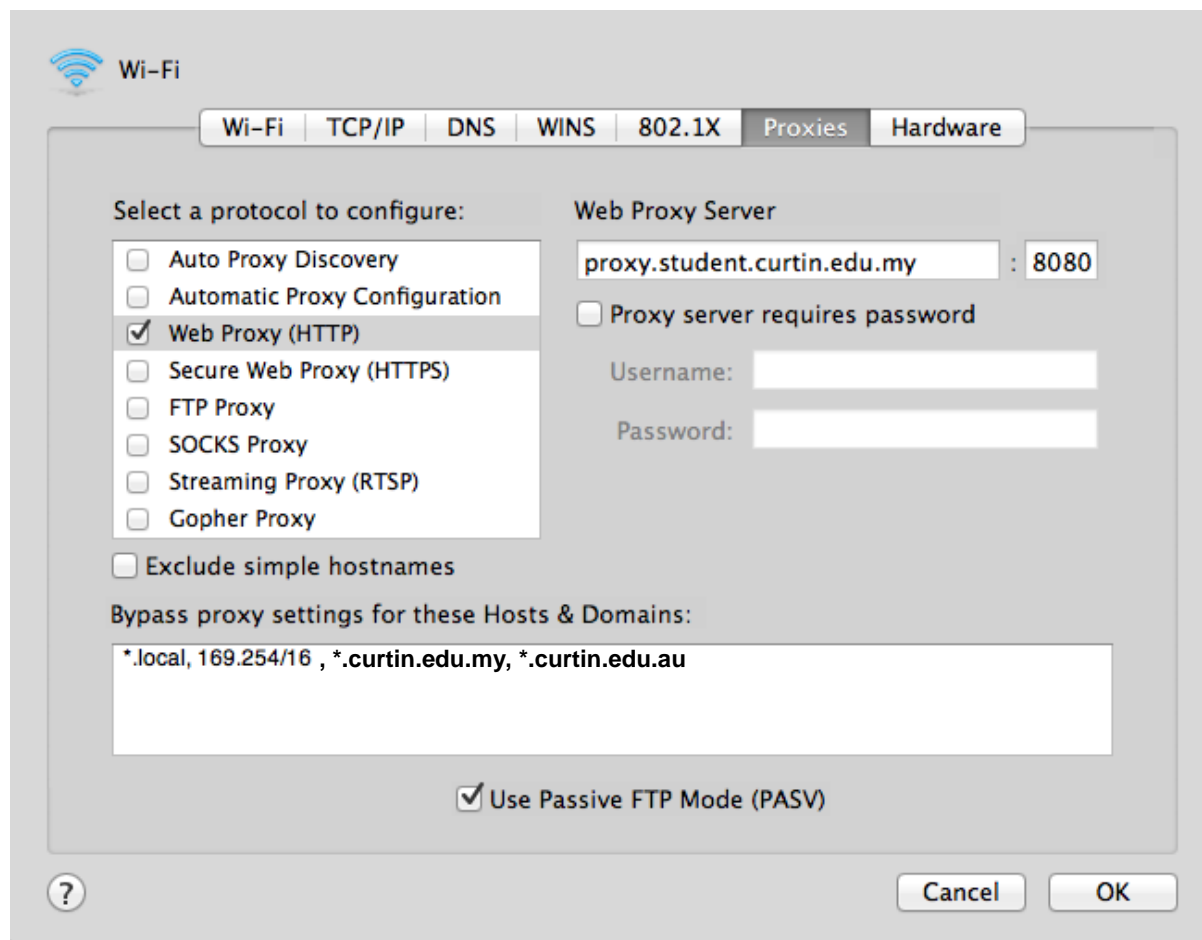 Wi-Fi
Wi-Fi TCP/IP DNS WINS 802.1X Proxies Hardware
Select a protocol to configure:
Auto Proxy Discovery
Automatic Proxy Configuration
Web Proxy (HTTP)
Secure Web Proxy (HTTPS)
FTP Proxy
SOCKS Proxy
Streaming Proxy (RTSP)
Gopher Proxy
Exclude simple hostnames
Web Proxy Server
proxy.student.curtin.edu.my : 8080
Proxy server requires password
Username:
Password:
Bypass proxy settings for these Hosts & Domains:
*.local, 169.254/16 , *.curtin.edu.my, *.curtin.edu.au
Use Passive FTP Mode (PASV)
? Cancel OK